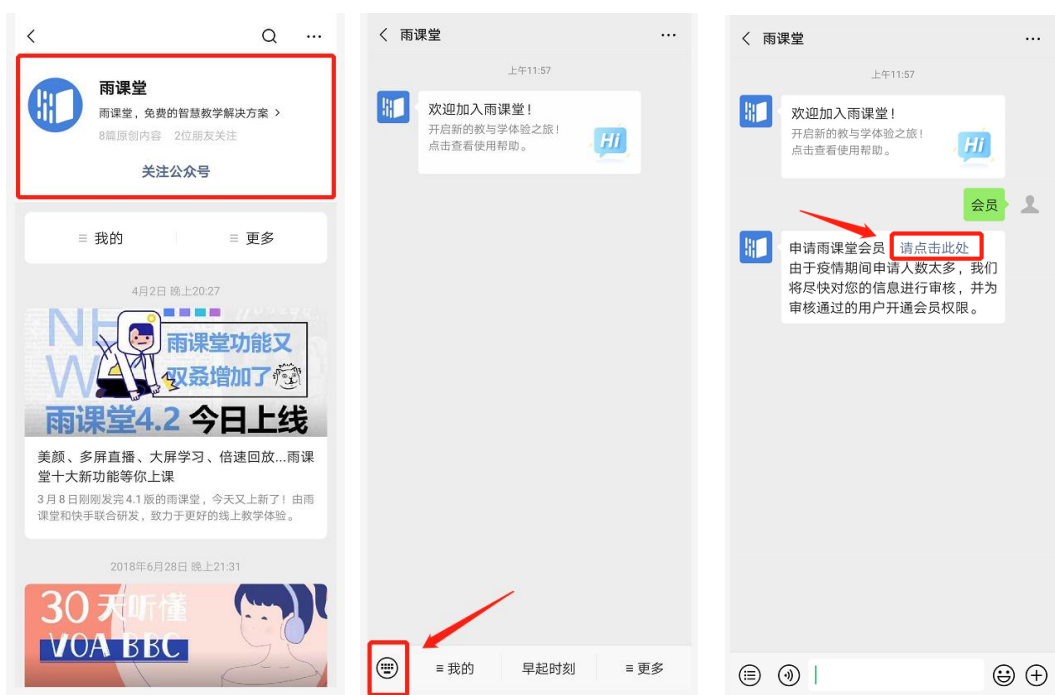 雨课堂
雨课堂，免费的智慧教学解决方案 >
8篇原创内容 2位朋友关注
关注公众号
≡ 我的
≡ 更多
4月2日 晚上20:27
NEW
雨课堂功能又
双叒增加了
雨课堂4.2 今日上线
美颜、多屏直播、大屏学习、倍速回放...雨课
堂十大新功能等你上课
3月8日刚刚发完4.1版的雨课堂，今天又上新了！由雨
课堂和快手联合研发，致力于更好的线上教学体验。
2018年6月28日 晚上21:31
30天听懂
VOA BBC
雨课堂
上午11:57
欢迎加入雨课堂！
开启新的教与学体验之旅！
点击查看使用帮助。
Hi
≡ 我的
早起时刻
≡ 更多
雨课堂
上午11:57
欢迎加入雨课堂！
开启新的教与学体验之旅！
点击查看使用帮助。
Hi
会员
申请雨课堂会员 请点击此处
由于疫情期间申请人数太多，我们
将尽快对您的信息进行审核，并为
审核通过的用户开通会员权限。